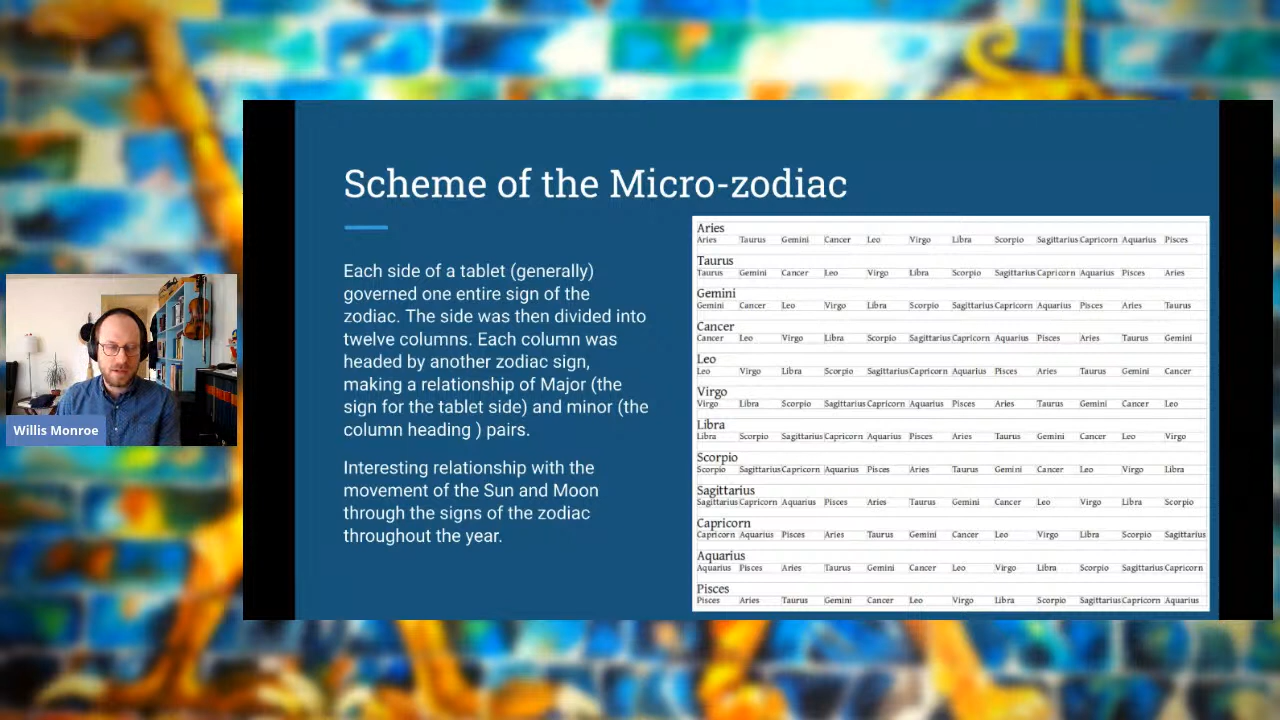 Scheme of the Micro-zodiac
Each side of a tablet (generally)
governed one entire sign of the
zodiac. The side was then divided into
twelve columns. Each column was
headed by another zodiac sign,
making a relationship of Major (the
sign for the tablet side) and minor (the
column heading ) pairs.
Interesting relationship with the
movement of the Sun and Moon
through the signs of the zodiac
throughout the year.
Aries
Aries Taurus Gemini Cancer Leo Virgo Libra Scorpio Sagittarius Capricorn Aquarius Pisces
Taurus
Taurus Gemini Cancer Leo Virgo Libra Scorpio Sagittarius Capricorn Aquarius Pisces Aries
Gemini
Gemini Cancer Leo Virgo Libra Scorpio Sagittarius Capricorn Aquarius Pisces Aries Taurus
Cancer
Cancer Leo Virgo Libra Scorpio Sagittarius Capricorn Aquarius Pisces Aries Taurus Gemini
Leo
Leo Virgo Libra Scorpio Sagittarius Capricorn Aquarius Pisces Aries Taurus Gemini Cancer
Virgo
Virgo Libra Scorpio Sagittarius Capricorn Aquarius Pisces Aries Taurus Gemini Cancer Leo
Libra
Libra Scorpio Sagittarius Capricorn Aquarius Pisces Aries Taurus Gemini Cancer Leo Virgo
Scorpio
Scorpio Sagittarius Capricorn Aquarius Pisces Aries Taurus Gemini Cancer Leo Virgo Libra
Sagittarius
Sagittarius Capricorn Aquarius Pisces Aries Taurus Gemini Cancer Leo Virgo Libra Scorpio
Capricorn
Capricorn Aquarius Pisces Aries Taurus Gemini Cancer Leo Virgo Libra Scorpio Sagittarius
Aquarius
Aquarius Pisces Aries Taurus Gemini Cancer Leo Virgo Libra Scorpio Sagittarius Capricorn
Pisces
Pisces Aries Taurus Gemini Cancer Leo Virgo Libra Scorpio Sagittarius Capricorn Aquarius
Willis Monroe